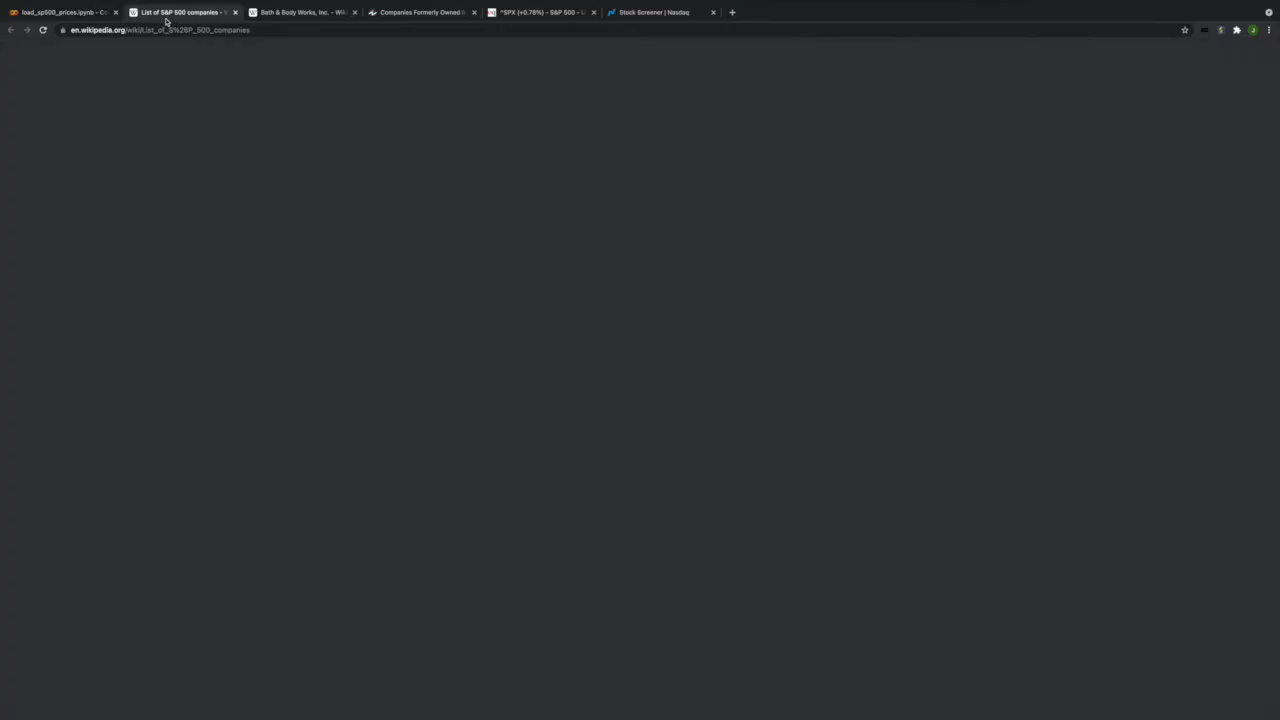 load_sp500_prices.ipynb - Co
List of S&P 500 companies - W
Bath & Body Works, Inc. - Wiki
Companies Formerly Owned B
^SPX (+0.78%) - S&P 500 - U
Stock Screener | Nasdaq
en.wikipedia.org/wiki/List_of_S%26P_500_companies
J